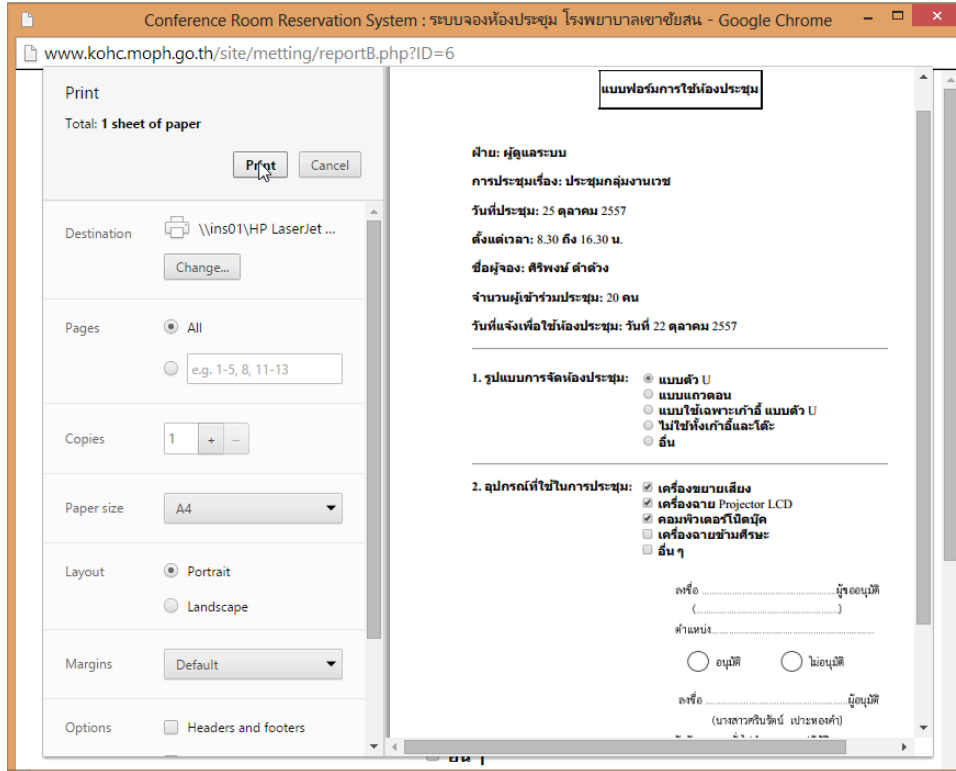 Conference Room Reservation System : ระบบจองห้องประชุม โรงพยาบาลเขาชัยสน - Google Chrome
www.kohc.moph.go.th/site/metting/reportB.php?ID=6
Print
Total: 1 sheet of paper
Print Cancel
Destination \\ins01\HP LaserJet ...
Change...
Pages All
e.g. 1-5, 8, 11-13
Copies 1 + −
Paper size A4
Layout Portrait
Landscape
Margins Default
Options Headers and footers
แบบฟอร์มการใช้ห้องประชุม
ฝ่าย: ผู้ดูแลระบบ
การประชุมเรื่อง: ประชุมกลุ่มงานเวช
วันที่ประชุม: 25 ตุลาคม 2557
ตั้งแต่เวลา: 8.30 ถึง 16.30 น.
ชื่อผู้จอง: ศิริพงษ์ ดำด้วง
จำนวนผู้เข้าร่วมประชุม: 20 คน
วันที่แจ้งเพื่อใช้ห้องประชุม: วันที่ 22 ตุลาคม 2557
1. รูปแบบการจัดห้องประชุม: แบบตัว U
แบบแถวตอน
แบบใช้เฉพาะเก้าอี้ แบบตัว U
ไม่ใช้ทั้งเก้าอี้และโต๊ะ
อื่น
2. อุปกรณ์ที่ใช้ในการประชุม: เครื่องขยายเสียง
เครื่องฉาย Projector LCD
คอมพิวเตอร์โน๊ตบุ๊ค
เครื่องฉายข้ามศีรษะ
อื่น ๆ
ลงชื่อ ................................................ผู้ขออนุมัติ
(....................................................)
ตำแหน่ง..........................................................
อนุมัติ ไม่อนุมัติ
ลงชื่อ ...................................................ผู้อนุมัติ
(นางสาวศรินรัตน์ เปาะทองคำ)
อื่น ๆ